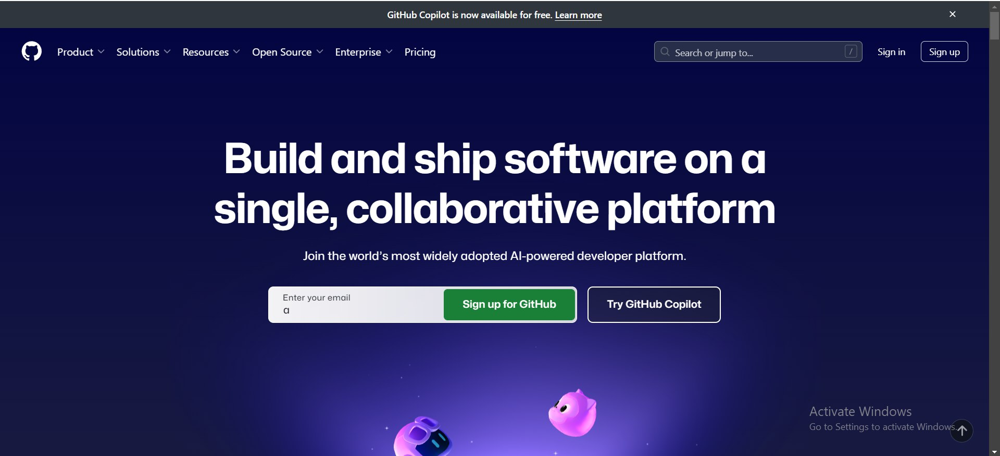 GitHub Copilot is now available for free. Learn more
Product Solutions Resources Open Source Enterprise Pricing
Search or jump to... /
Sign in
Sign up
Build and ship software on a
single, collaborative platform
Join the world’s most widely adopted AI-powered developer platform.
Enter your email
a
Sign up for GitHub
Try GitHub Copilot
Activate Windows
Go to Settings to activate Windows.